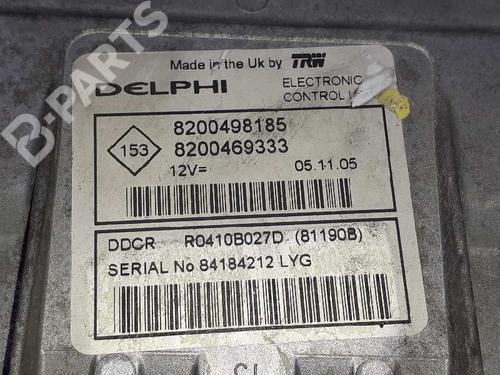 B-PARTS
Made in the Uk by TRW
DELPHI
ELECTRONIC
CONTROL
153
8200498185
8200469333
12V=
05.11.05
DDCR R0410B027D (81190B)
SERIAL No 84184212 LYG